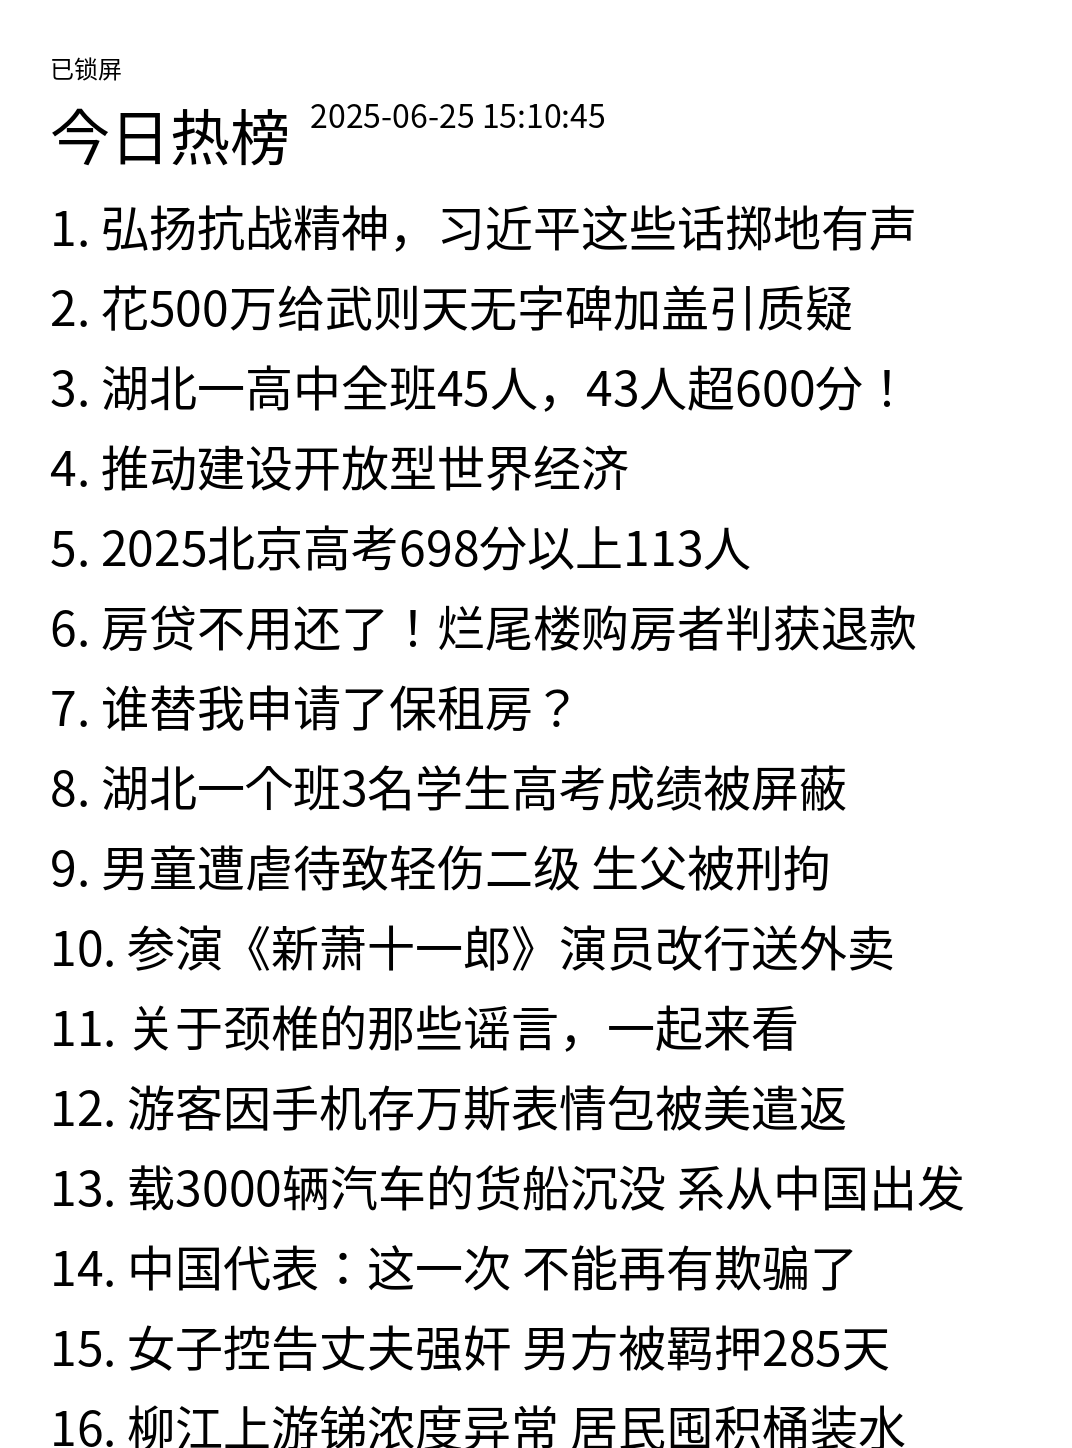 已锁屏
今日热榜 2025-06-25 15:10:45
1. 弘扬抗战精神，习近平这些话掷地有声
2. 花500万给武则天无字碑加盖引质疑
3. 湖北一高中全班45人，43人超600分！
4. 推动建设开放型世界经济
5. 2025北京高考698分以上113人
6. 房贷不用还了！烂尾楼购房者判获退款
7. 谁替我申请了保租房？
8. 湖北一个班3名学生高考成绩被屏蔽
9. 男童遭虐待致轻伤二级 生父被刑拘
10. 参演《新萧十一郎》演员改行送外卖
11. 关于颈椎的那些谣言，一起来看
12. 游客因手机存万斯表情包被美遣返
13. 载3000辆汽车的货船沉没 系从中国出发
14. 中国代表：这一次 不能再有欺骗了
15. 女子控告丈夫强奸 男方被羁押285天
16. 柳江上游锑浓度异常 居民囤积桶装水